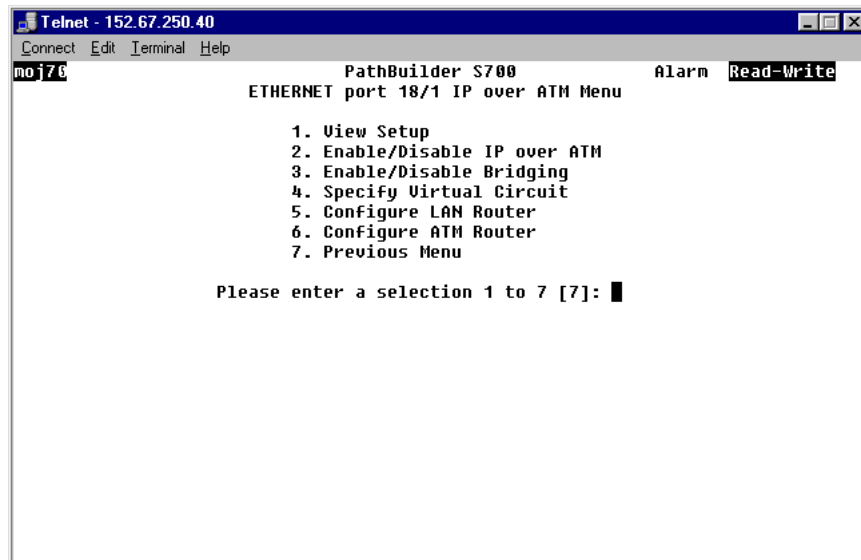 Telnet - 152.67.250.40
Connect Edit Terminal Help
moj70 PathBuilder S700 Alarm Read-Write
ETHERNET port 18/1 IP over ATM Menu
1. View Setup
2. Enable/Disable IP over ATM
3. Enable/Disable Bridging
4. Specify Virtual Circuit
5. Configure LAN Router
6. Configure ATM Router
7. Previous Menu
Please enter a selection 1 to 7 [7]: